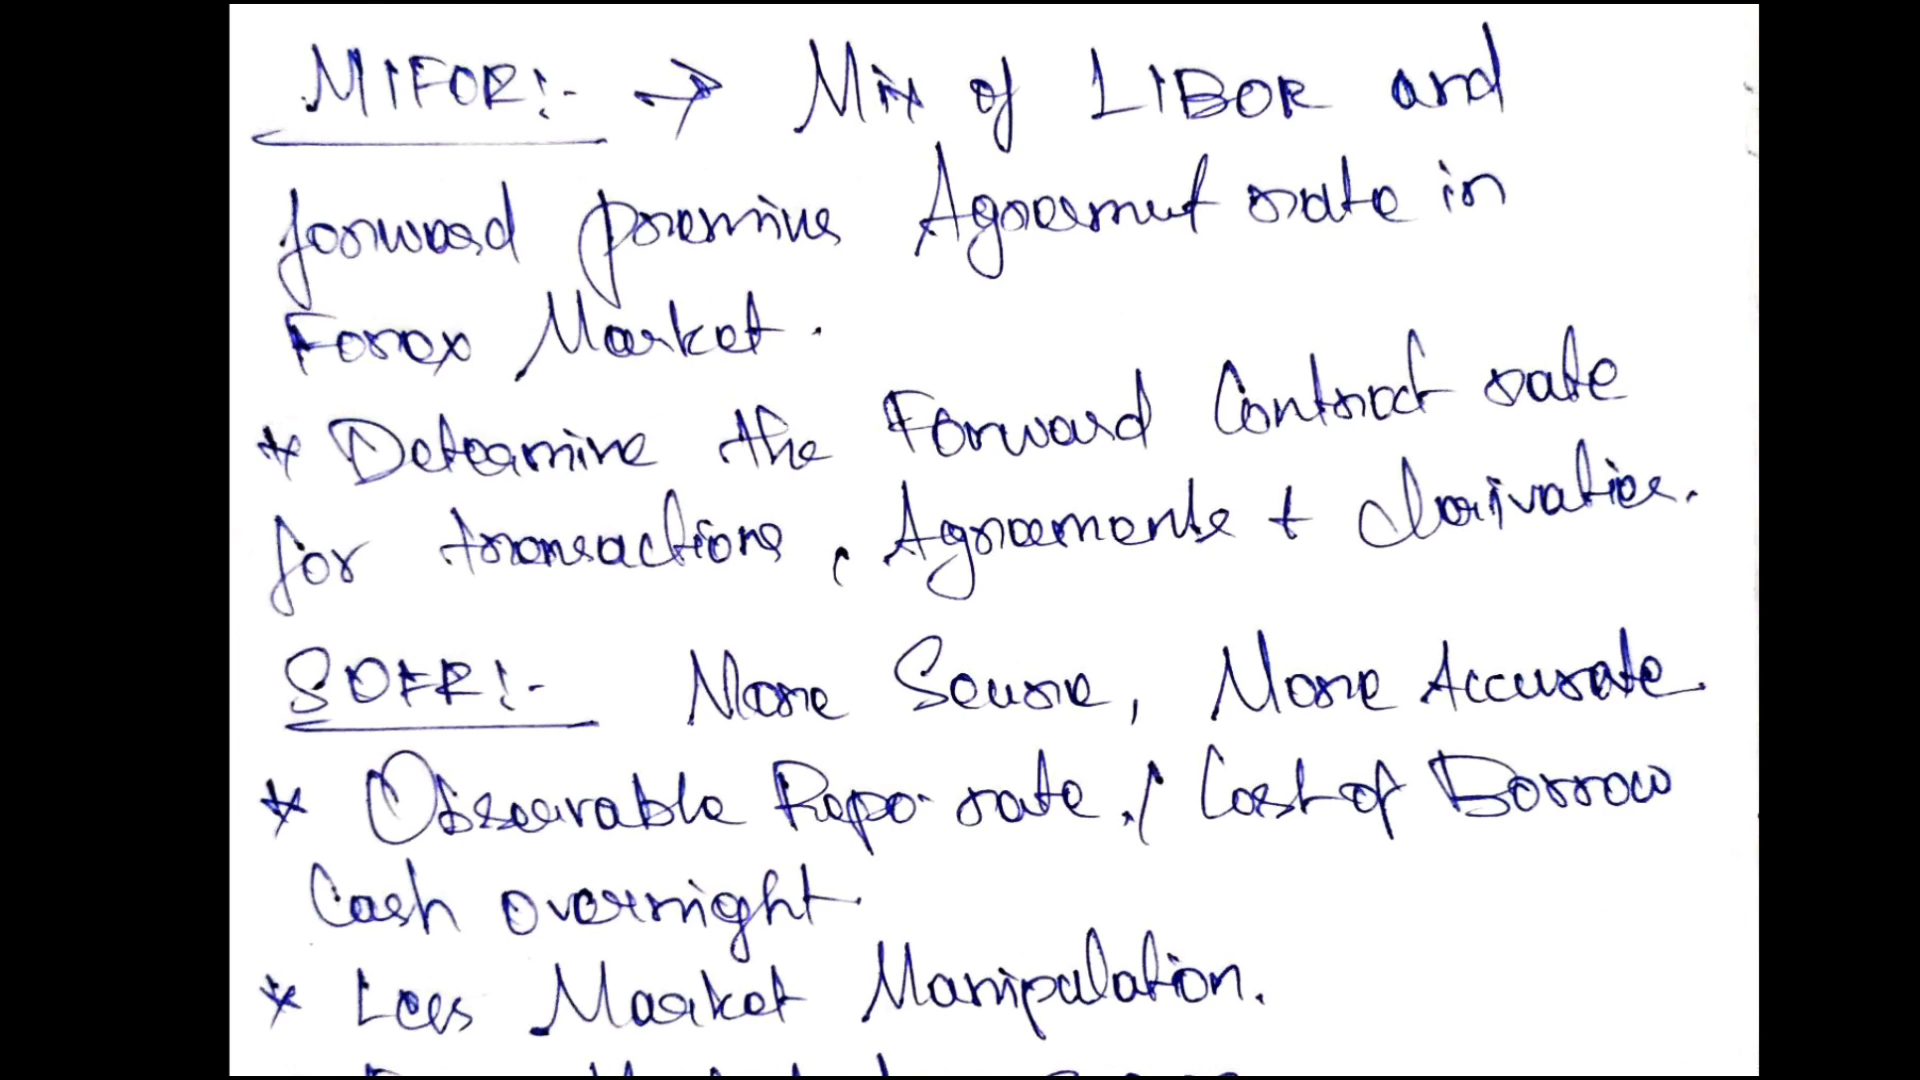 MIFOR:- → Mix of LIBOR and
forward premium Agreement rate in
Forex Market.
* Determine the Forward Contract rate
for transactions, Agreements + derivatives.
SOFR:- More Secure, More Accurate
* Observable Repo rate./ Cost of Borrow
Cash overnight.
* Less Market Manipulation.